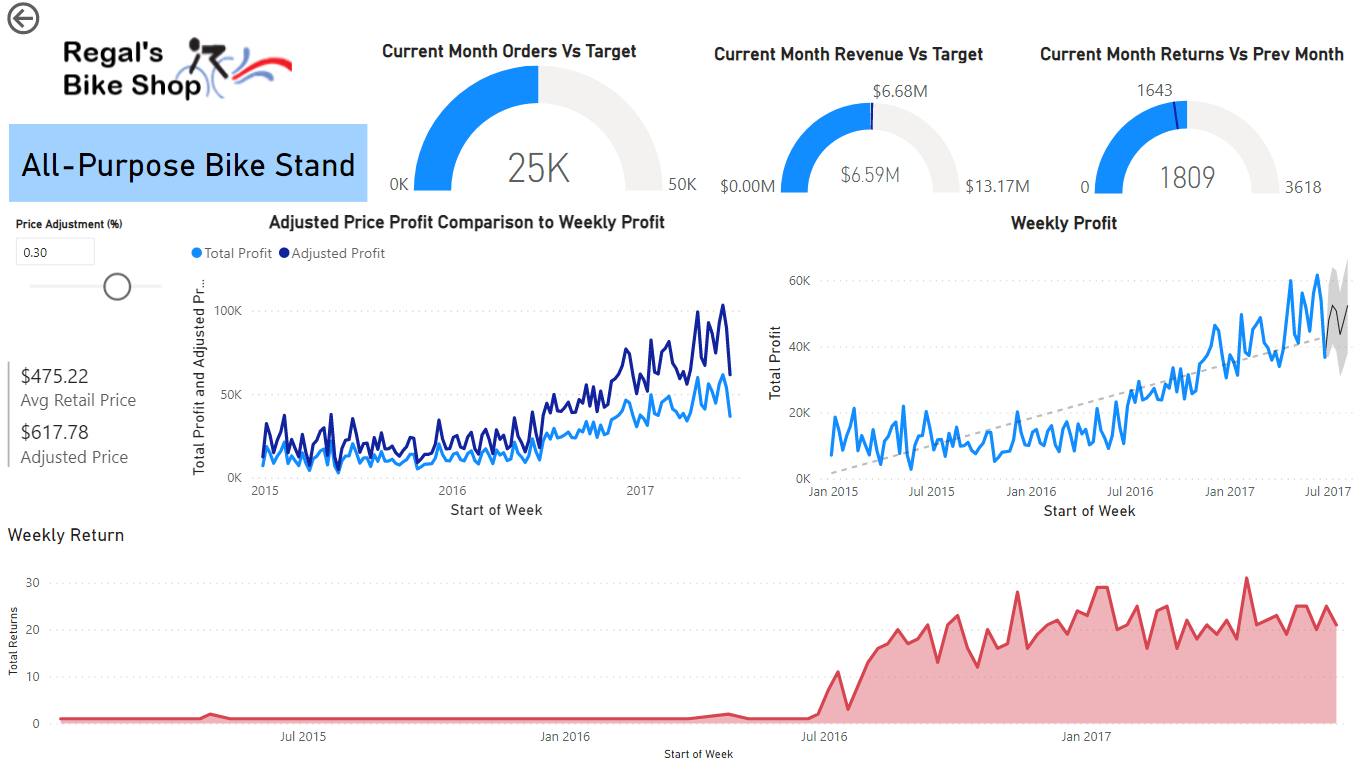 Regal's
Bike Shop
All-Purpose Bike Stand
Current Month Orders Vs Target
25K
0K
50K
Current Month Revenue Vs Target
$6.68M
$6.59M
$0.00M
$13.17M
Current Month Returns Vs Prev Month
1643
1809
0
3618
Price Adjustment (%)
0.30
$475.22
Avg Retail Price
$617.78
Adjusted Price
Adjusted Price Profit Comparison to Weekly Profit
Total Profit
Adjusted Profit
Total Profit and Adjusted Pr...
100K
50K
0K
2015
2016
2017
Start of Week
Weekly Profit
Total Profit
60K
40K
20K
0K
Jan 2015
Jul 2015
Jan 2016
Jul 2016
Jan 2017
Jul 2017
Start of Week
Weekly Return
Total Returns
30
20
10
0
Jul 2015
Jan 2016
Jul 2016
Jan 2017
Start of Week